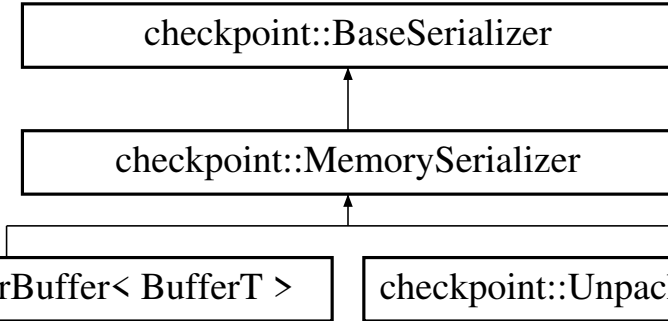 checkpoint::BaseSerializer
checkpoint::MemorySerializer
rBuffer< BufferT >
checkpoint::Unpac